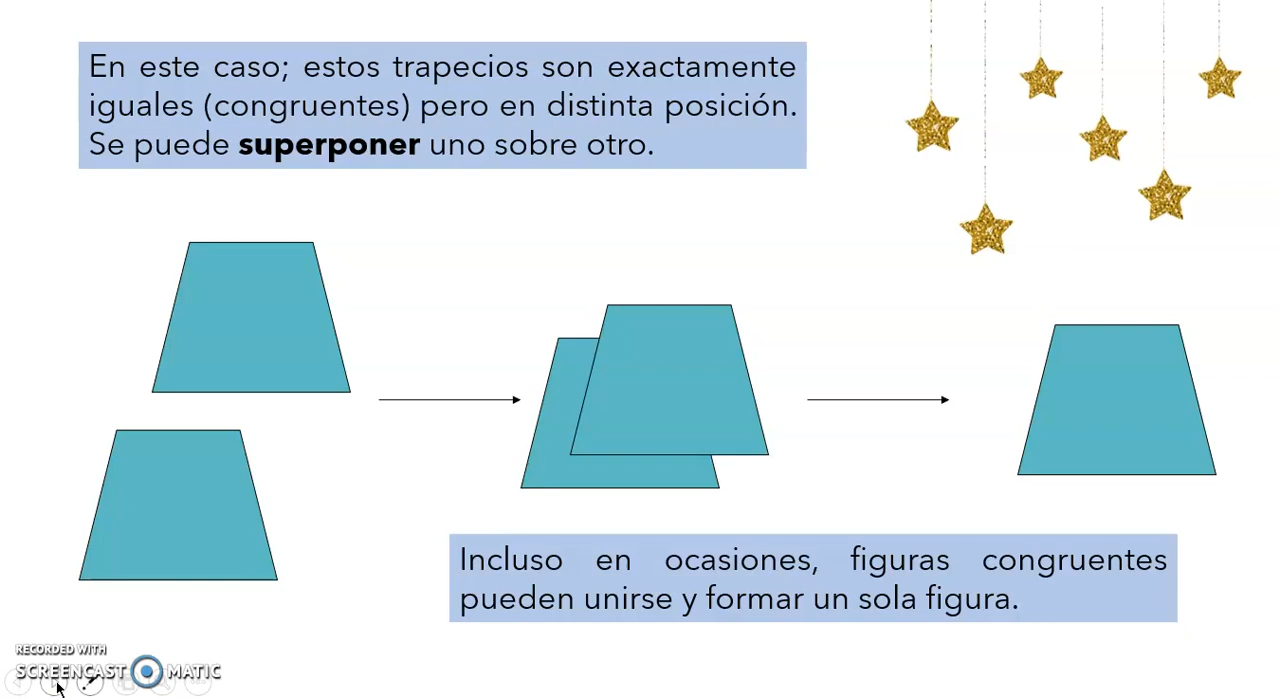 En este caso; estos trapecios son exactamente
iguales (congruentes) pero en distinta posición.
Se puede superponer uno sobre otro.
Incluso en ocasiones, figuras congruentes
pueden unirse y formar un sola figura.
RECORDED WITH
SCREENCAST MATIC